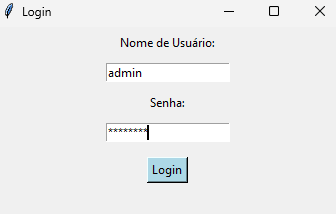 Login
Nome de Usuário:
admin
Senha:
********
Login